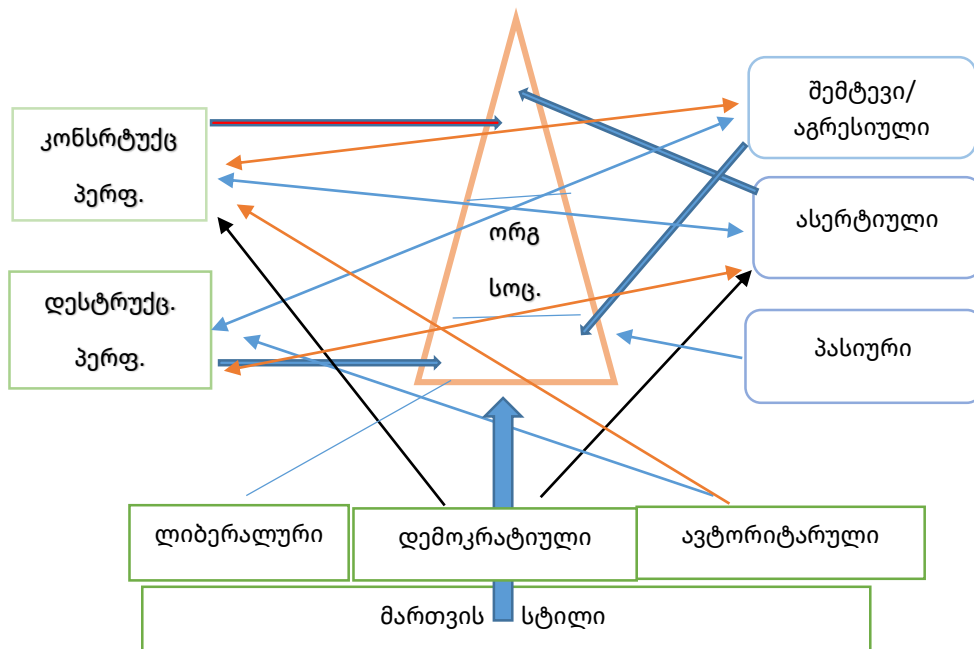 კონსრტუქც
პერფ.
დესტრუქც.
პერფ.
ორგ
სოც.
შემტევი/
აგრესიული
ასერტიული
პასიური
ლიბერალური
დემოკრატიული
ავტორიტარული
მართვის სტილი